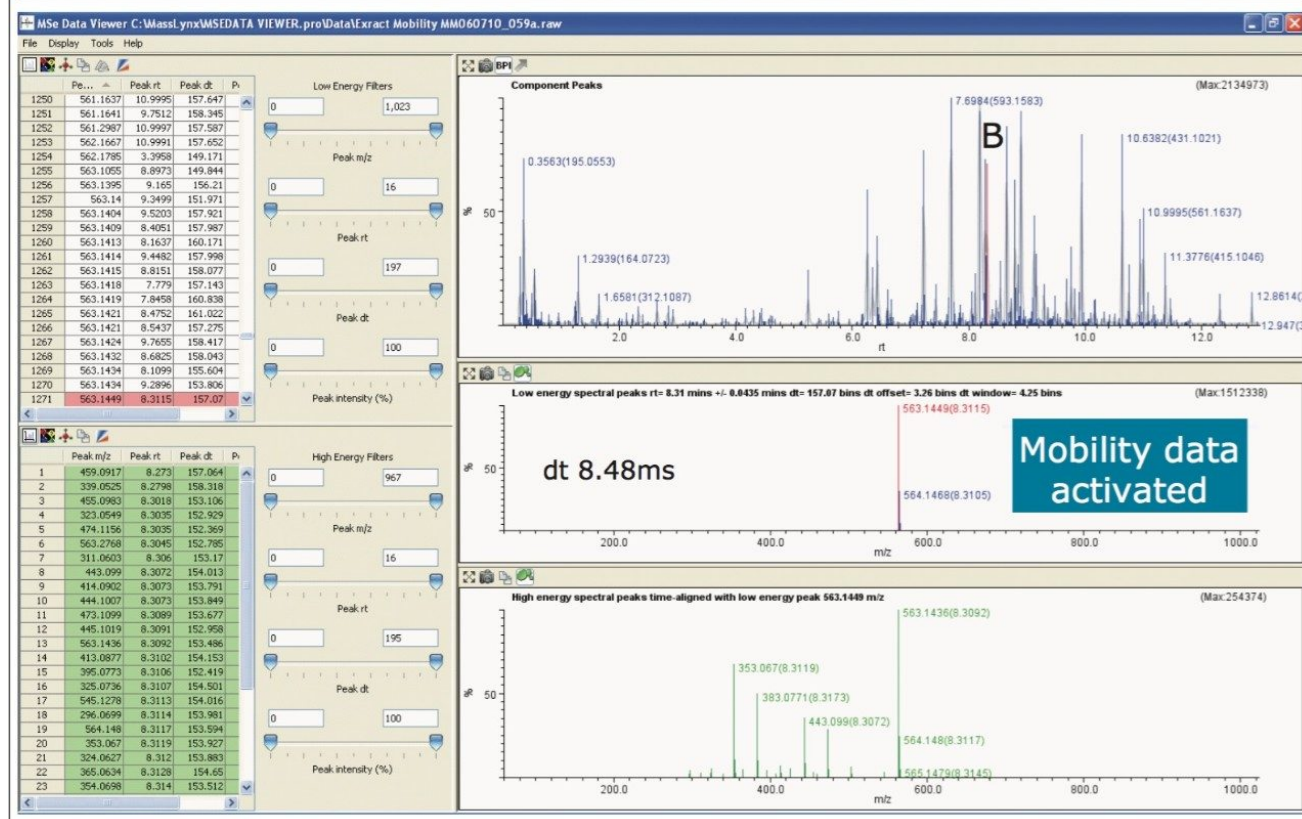 MSe Data Viewer C:\MassLynx\MSEDATA VIEWER.pro\Data\Exract Mobility MM060710_059a.raw
File Display Tools Help
Pe... Peak rt Peak dt
1250 561.1637 10.9995 157.647
1251 561.1641 9.7512 158.345
1252 561.2987 10.9997 157.587
1253 562.1667 10.9991 157.652
1254 562.1785 3.3958 149.171
1255 563.1055 8.8973 149.844
1256 563.1395 9.165 156.21
1257 563.14 9.3499 151.971
1258 563.1404 9.5203 157.921
1259 563.1409 8.4051 157.987
1260 563.1413 8.1637 160.171
1261 563.1414 9.4482 157.998
1262 563.1415 8.8151 158.077
1263 563.1418 7.779 157.143
1264 563.1419 7.8458 160.838
1265 563.1421 8.4752 161.022
1266 563.1421 8.5437 157.275
1267 563.1424 9.7655 158.417
1268 563.1432 8.6825 158.043
1269 563.1434 8.1099 155.604
1270 563.1434 9.2896 153.806
1271 563.1449 8.3115 157.07
Low Energy Filters
0 1,023
Peak m/z
0 16
Peak rt
0 197
Peak dt
0 100
Peak intensity (%)
BPI
Component Peaks (Max:2134973)
7.6984(593.1583)
B
0.3563(195.0553)
10.6382(431.1021)
% 50
10.9995(561.1637)
1.2939(164.0723)
11.3776(415.1046)
1.6581(312.1087)
12.8614(
12.947(3
2.0 4.0 6.0 8.0 10.0 12.0
rt
Low energy spectral peaks rt= 8.31 mins +/- 0.0435 mins dt= 157.07 bins dt offset= 3.26 bins dt window= 4.25 bins (Max:1512338)
563.1449(8.3115)
% 50
dt 8.48ms
Mobility data
activated
564.1468(8.3105)
200.0 400.0 600.0 800.0 1000.0
m/z
Peak m/z Peak rt Peak dt
1 459.0917 8.273 157.064
2 339.0525 8.2798 158.318
3 455.0983 8.3018 153.106
4 323.0549 8.3035 152.929
5 474.1156 8.3035 152.369
6 563.2768 8.3045 152.785
7 311.0603 8.306 153.17
8 443.099 8.3072 154.013
9 414.0902 8.3073 153.791
10 444.1007 8.3073 153.849
11 473.1099 8.3089 153.677
12 445.1019 8.3091 152.958
13 563.1436 8.3092 153.486
14 413.0877 8.3102 154.153
15 395.0773 8.3106 152.419
16 325.0736 8.3107 154.501
17 545.1278 8.3113 154.016
18 296.0699 8.3114 153.981
19 564.148 8.3117 153.594
20 353.067 8.3119 153.927
21 324.0627 8.312 153.883
22 365.0634 8.3128 154.65
23 354.0698 8.314 153.512
High Energy Filters
0 967
Peak m/z
0 16
Peak rt
0 195
Peak dt
0 100
Peak intensity (%)
High energy spectral peaks time-aligned with low energy peak 563.1449 m/z (Max:254374)
563.1436(8.3092)
353.067(8.3119)
% 50
383.0771(8.3173)
443.099(8.3072)
564.148(8.3117)
565.1479(8.3145)
200.0 400.0 600.0 800.0 1000.0
m/z